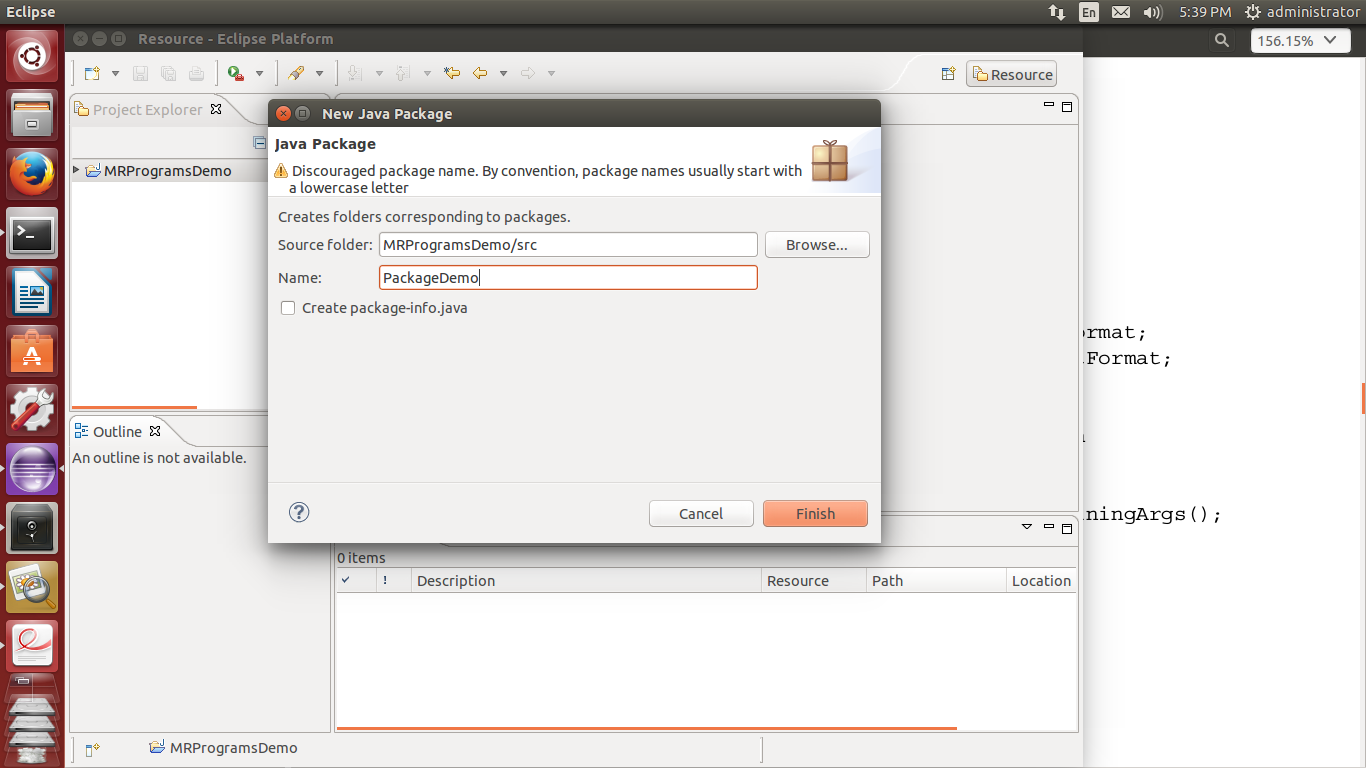 Eclipse
En
5:39 PM
administrator
Resource - Eclipse Platform
156.15%
Resource
Project Explorer
MRProgramsDemo
New Java Package
Java Package
Discouraged package name. By convention, package names usually start with
a lowercase letter
Creates folders corresponding to packages.
Source folder:
MRProgramsDemo/src
Browse...
Name:
PackageDemo
Create package-info.java
Format;
Outline
An outline is not available.
Cancel
Finish
ningArgs();
0 items
!
Description
Resource
Path
Location
MRProgramsDemo